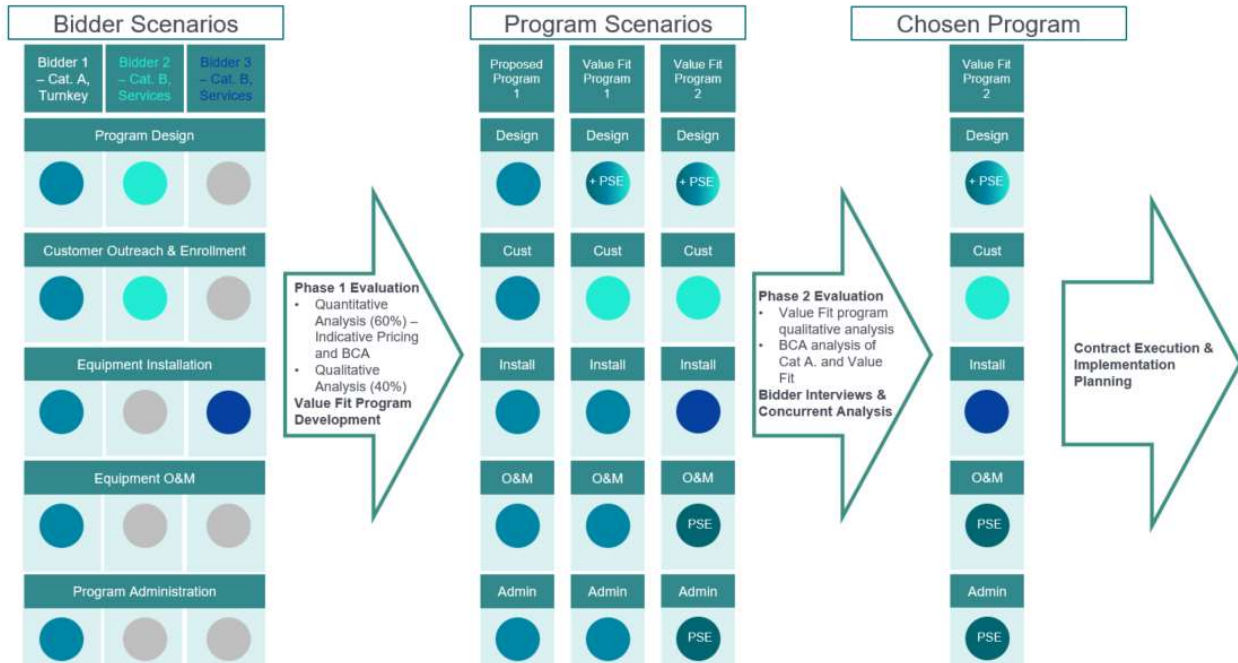 Bidder Scenarios
Program Scenarios
Chosen Program
Bidder 1
– Cat. A,
Turnkey
Bidder 2
– Cat. B,
Services
Bidder 3
– Cat. B,
Services
Proposed
Program
1
Value Fit
Program
1
Value Fit
Program
2
Value Fit
Program
2
Program Design
Customer Outreach & Enrollment
Equipment Installation
Equipment O&M
Program Administration
Phase 1 Evaluation
• Quantitative
Analysis (60%) –
Indicative Pricing
and BCA
• Qualitative
Analysis (40%)
Value Fit Program
Development
Design
Design
Design
+ PSE
+ PSE
Cust
Cust
Cust
Install
Install
Install
O&M
O&M
O&M
PSE
Admin
Admin
Admin
PSE
Phase 2 Evaluation
• Value Fit program
qualitative analysis
• BCA analysis of
Cat A. and Value
Fit
Bidder Interviews &
Concurrent Analysis
Design
+ PSE
Cust
Install
O&M
PSE
Admin
PSE
Contract Execution &
Implementation
Planning